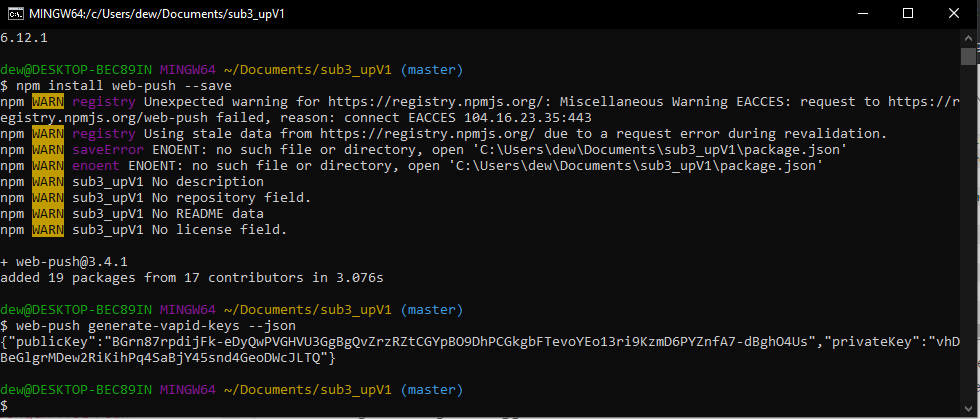 MINGW64:/c/Users/dew/Documents/sub3_upV1
6.12.1
dew@DESKTOP-BEC89IN MINGW64 ~/Documents/sub3_upV1 (master)
$ npm install web-push --save
npm WARN registry Unexpected warning for https://registry.npmjs.org/: Miscellaneous Warning EACCES: request to https://r
egistry.npmjs.org/web-push failed, reason: connect EACCES 104.16.23.35:443
npm WARN registry Using stale data from https://registry.npmjs.org/ due to a request error during revalidation.
npm WARN saveError ENOENT: no such file or directory, open 'C:\Users\dew\Documents\sub3_upV1\package.json'
npm WARN enoent ENOENT: no such file or directory, open 'C:\Users\dew\Documents\sub3_upV1\package.json'
npm WARN sub3_upV1 No description
npm WARN sub3_upV1 No repository field.
npm WARN sub3_upV1 No README data
npm WARN sub3_upV1 No license field.
+ web-push@3.4.1
added 19 packages from 17 contributors in 3.076s
dew@DESKTOP-BEC89IN MINGW64 ~/Documents/sub3_upV1 (master)
$ web-push generate-vapid-keys --json
{"publicKey":"BGrn87rpdijFk-eDyQwPVGHVU3GgBgQvZrzRZtCGYpBO9DhPCGkgbFTevoYEo13ri9KzmD6PYZnfA7-dBghO4Us","privateKey":"vhD
BeGlgrMDew2RiKihPq4SaBjY45snd4GeoDWcJLTQ"}
dew@DESKTOP-BEC89IN MINGW64 ~/Documents/sub3_upV1 (master)
$